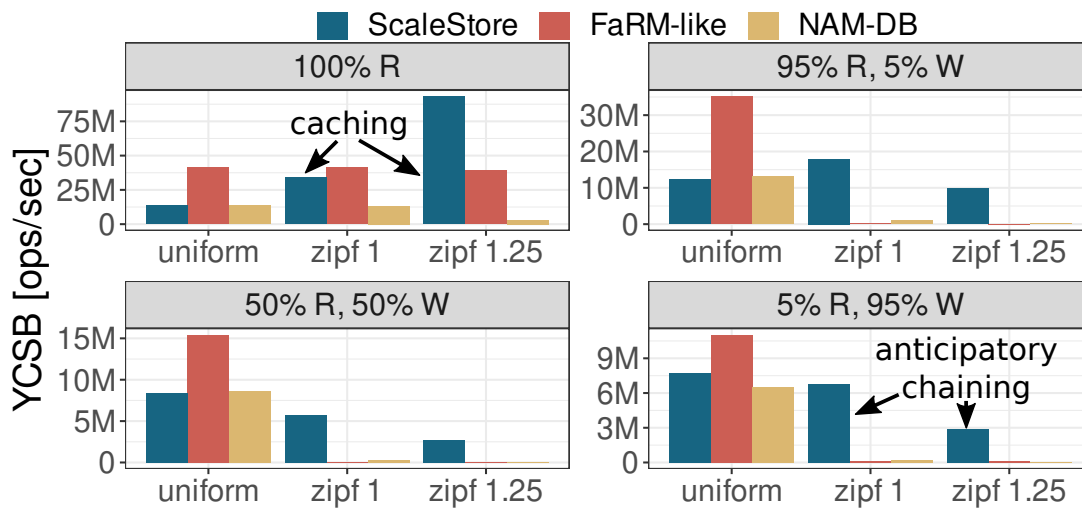 ScaleStore FaRM-like NAM-DB
YCSB [ops/sec]
100% R
75M
50M
25M
0
caching
uniform zipf 1 zipf 1.25
95% R, 5% W
30M
20M
10M
0
uniform zipf 1 zipf 1.25
50% R, 50% W
15M
10M
5M
0
uniform zipf 1 zipf 1.25
5% R, 95% W
9M
6M
3M
0
anticipatory
chaining
uniform zipf 1 zipf 1.25